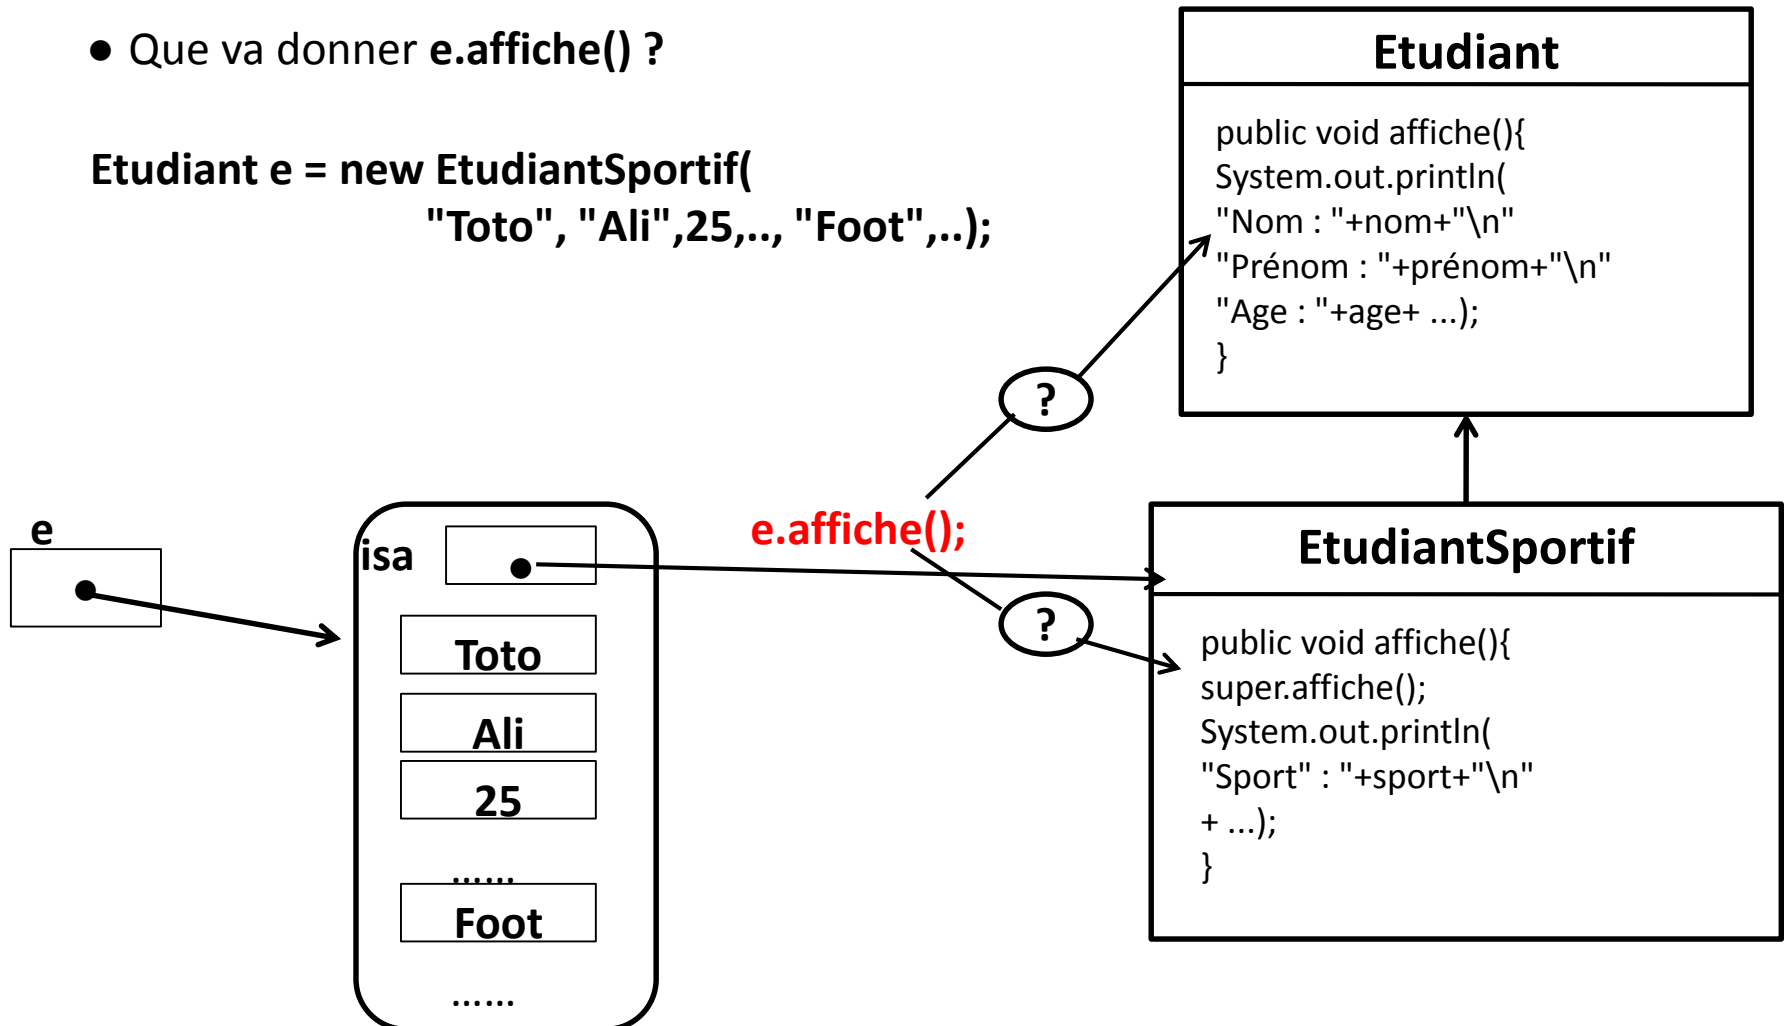 ● Que va donner e.affiche() ?
Etudiant e = new EtudiantSportif(
"Toto", "Ali",25,.., "Foot",..);
Etudiant
public void affiche(){
System.out.println(
"Nom : "+nom+"\n"
"Prénom : "+prénom+"\n"
"Age : "+age+ ...);
}
?
e
isa
Toto
Ali
25
......
Foot
......
e.affiche();
?
EtudiantSportif
public void affiche(){
super.affiche();
System.out.println(
"Sport" : "+sport+"\n"
+ ...);
}